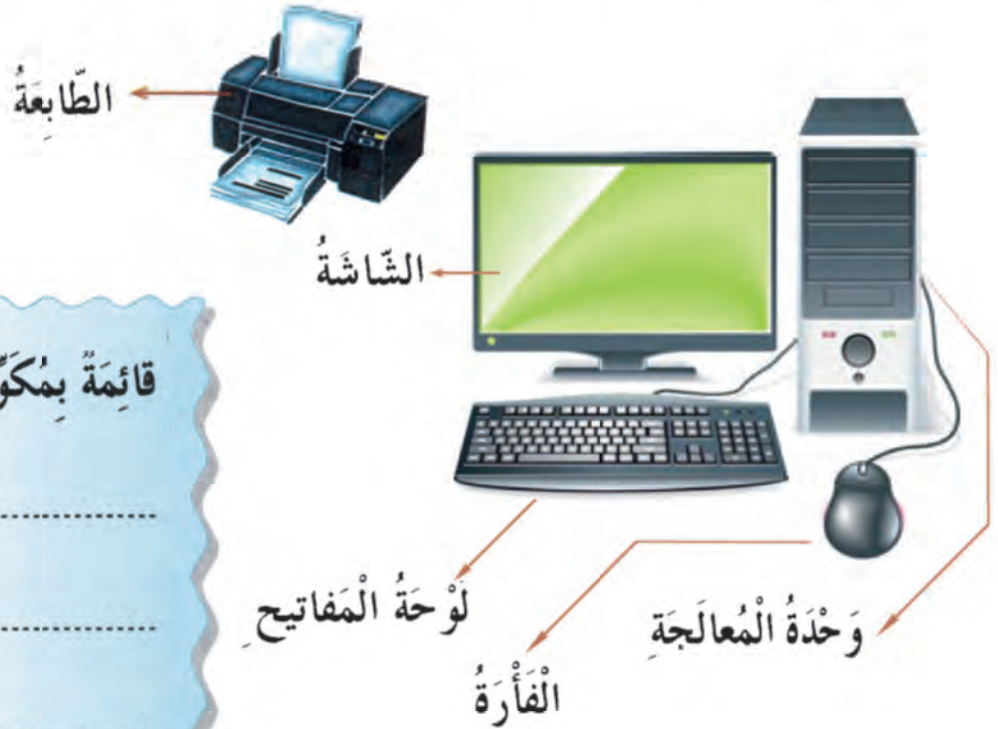 الطّابِعَةُ
الشّاشَةُ
قائِمَةٌ
لَوْحَةُ الْمَفاتيحِ
وَحْدَةُ الْمُعالَجَةِ
الْفَأْرَةُ